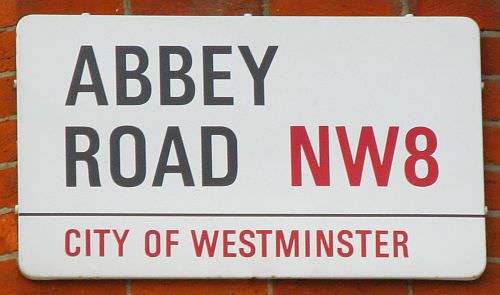 ABBEY
ROAD NW8
CITY OF WESTMINSTER